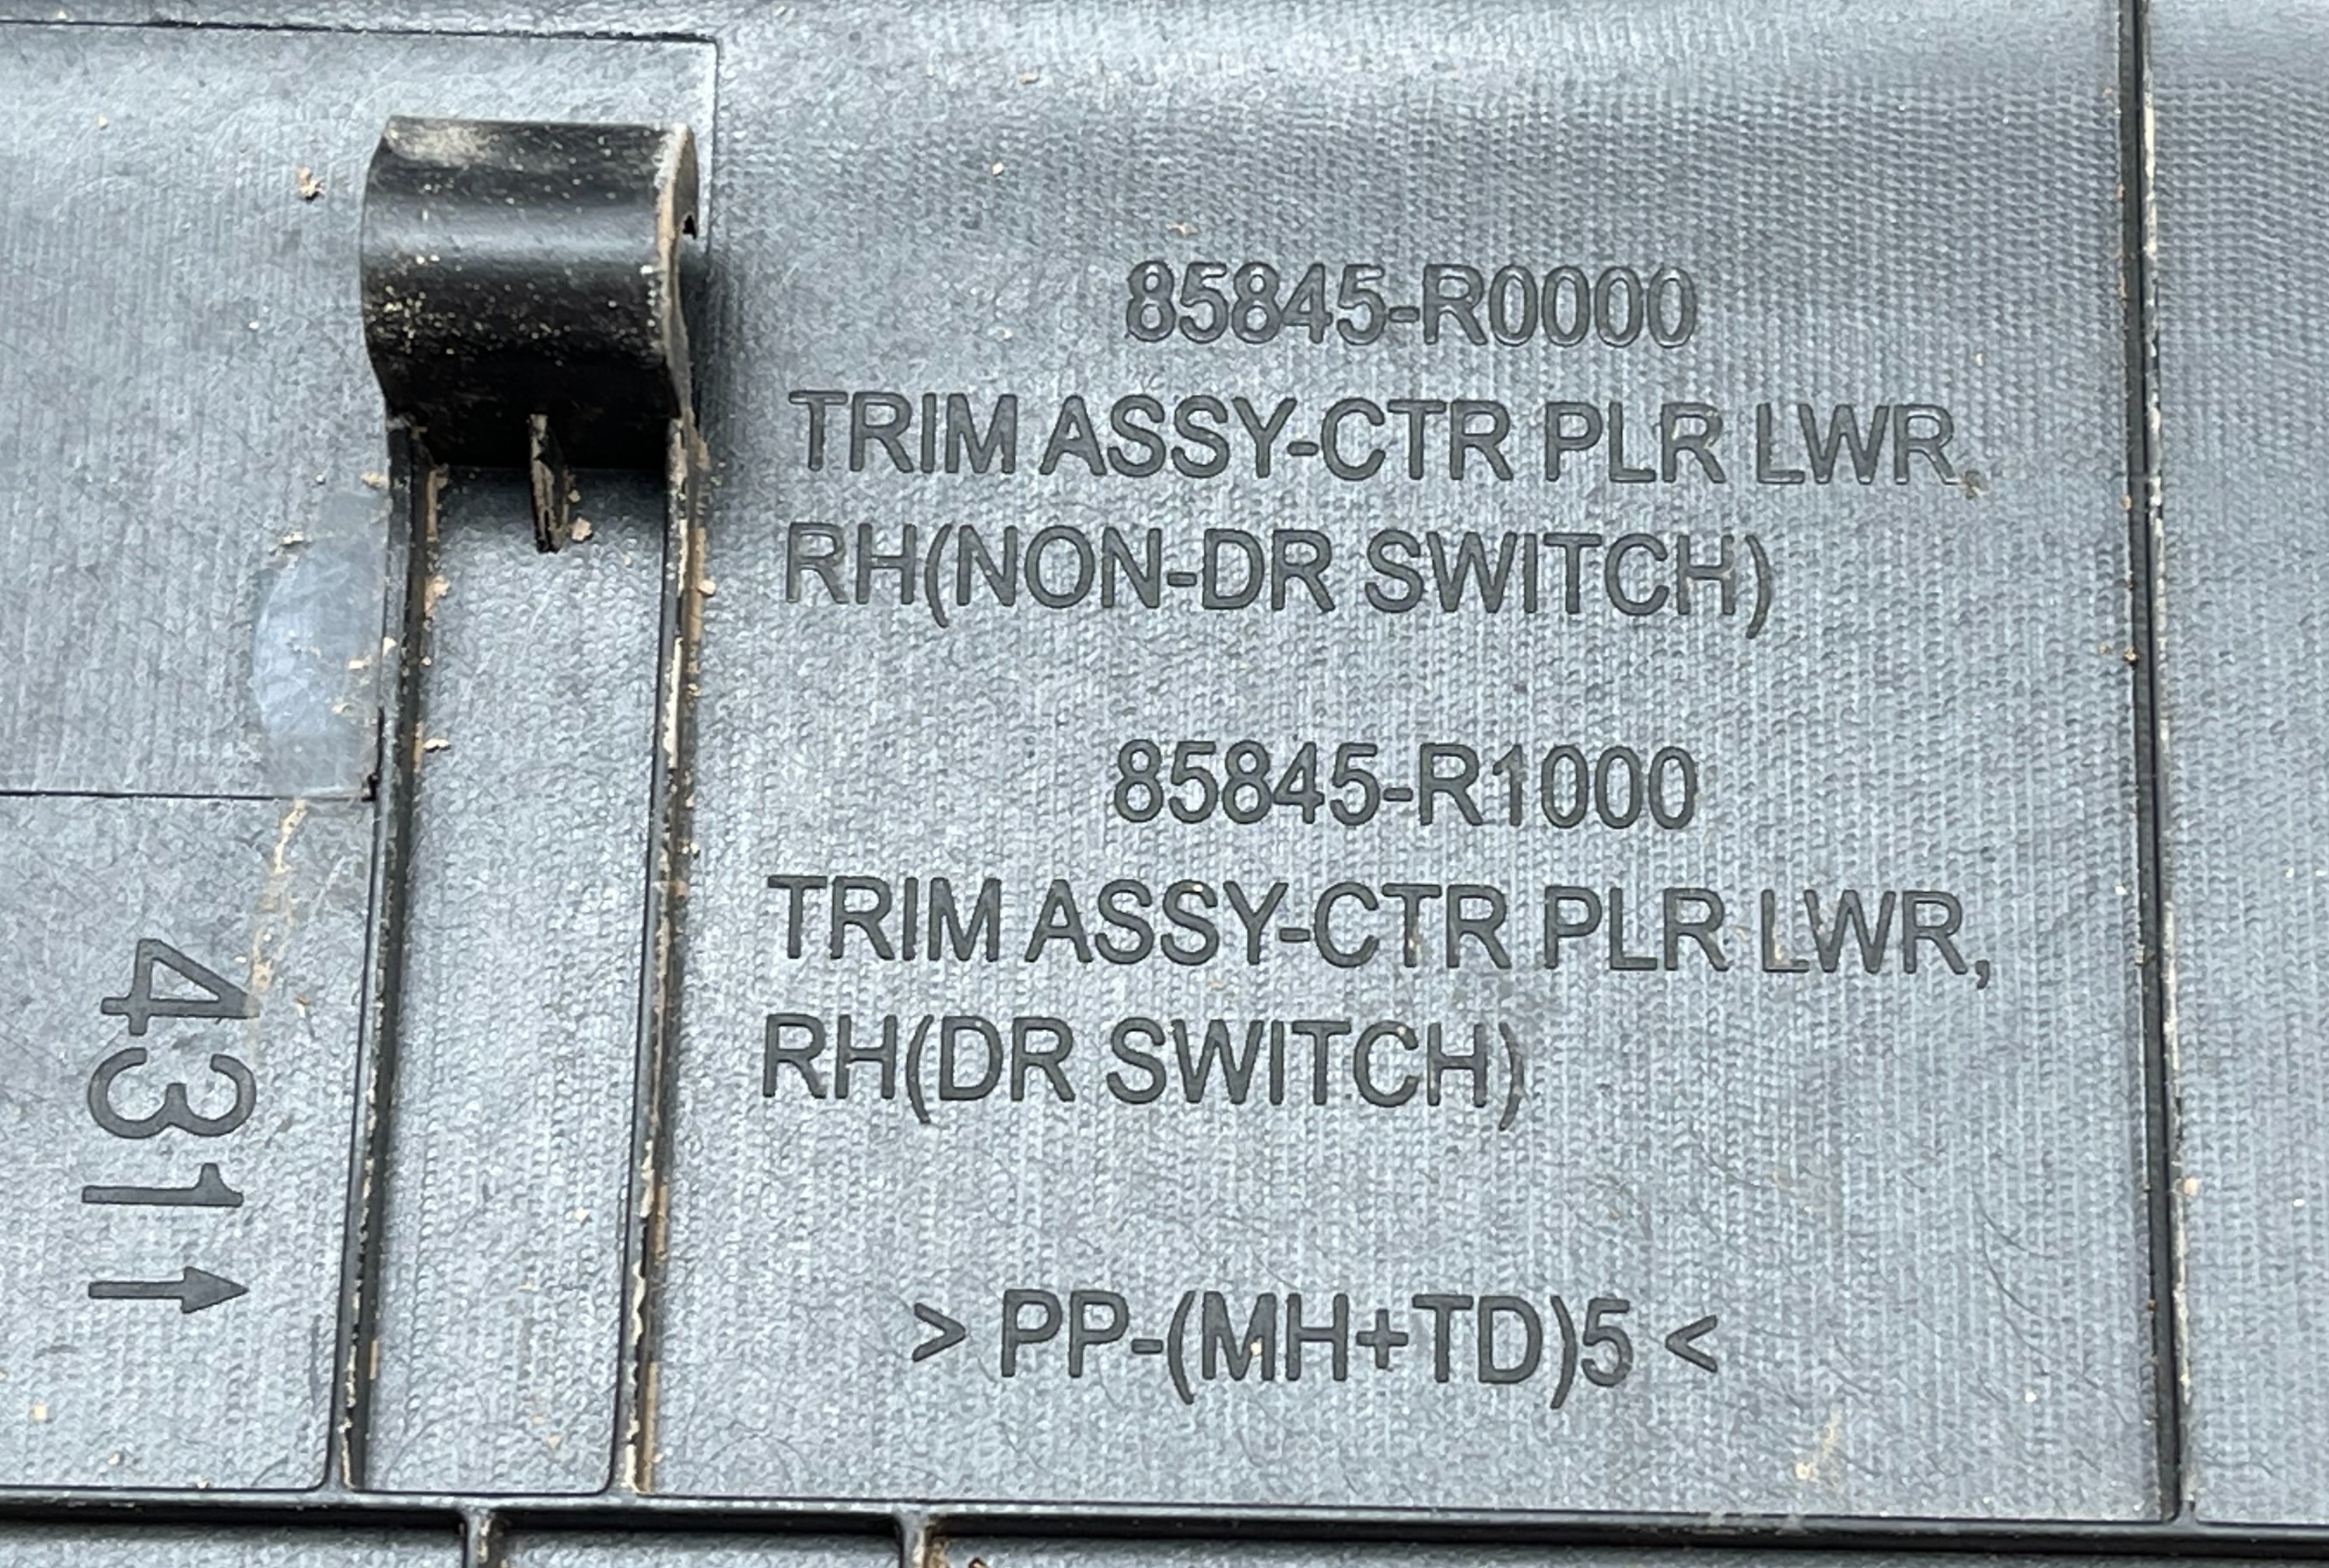 85845-R0000
TRIM ASSY-CTR PLR LWR,
RH(NON-DR SWITCH)
85845-R1000
TRIM ASSY-CTR PLR LWR,
RH(DR SWITCH)
> PP-(MH+TD)5 <
431↑